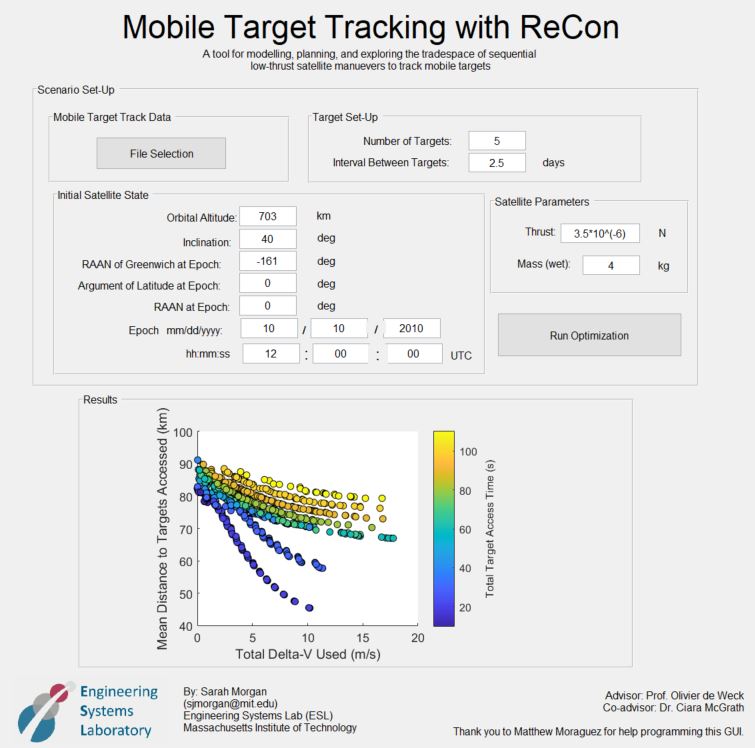 Mobile Target Tracking with ReCon
A tool for modelling, planning, and exploring the tradespace of sequential
low-thrust satellite manuevers to track mobile targets
Scenario Set-Up
Mobile Target Track Data
File Selection
Target Set-Up
Number of Targets: 5
Interval Between Targets: 2.5 days
Initial Satellite State
Orbital Altitude: 703 km
Inclination: 40 deg
RAAN of Greenwich at Epoch: -161 deg
Argument of Latitude at Epoch: 0 deg
RAAN at Epoch: 0 deg
Epoch mm/dd/yyyy: 10 / 10 / 2010
hh:mm:ss 12 : 00 : 00 UTC
Satellite Parameters
Thrust: 3.5*10^(-6) N
Mass (wet): 4 kg
Run Optimization
Results
Mean Distance to Targets Accessed (km)
100
90
80
70
60
50
40
0 5 10 15 20
Total Delta-V Used (m/s)
100
80
60
40
20
Total Target Access Time (s)
Engineering
Systems
Laboratory
By: Sarah Morgan
(sjmorgan@mit.edu)
Engineering Systems Lab (ESL)
Massachusetts Institute of Technology
Advisor: Prof. Olivier de Weck
Co-advisor: Dr. Ciara McGrath
Thank you to Matthew Moraguez for help programming this GUI.